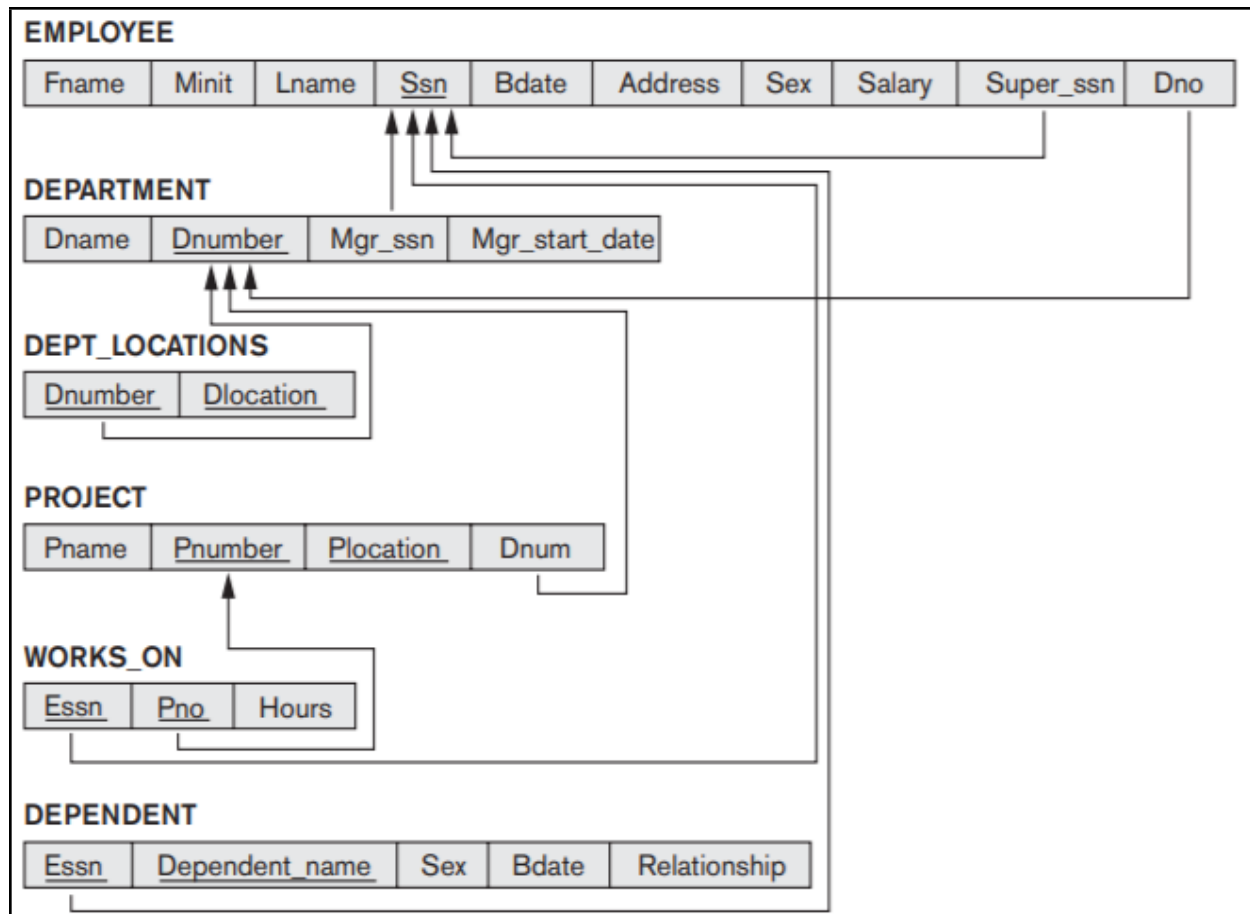 EMPLOYEE
Fname Minit Lname Ssn Bdate Address Sex Salary Super_ssn Dno
DEPARTMENT
Dname Dnumber Mgr_ssn Mgr_start_date
DEPT_LOCATIONS
Dnumber Dlocation
PROJECT
Pname Pnumber Plocation Dnum
WORKS_ON
Essn Pno Hours
DEPENDENT
Essn Dependent_name Sex Bdate Relationship